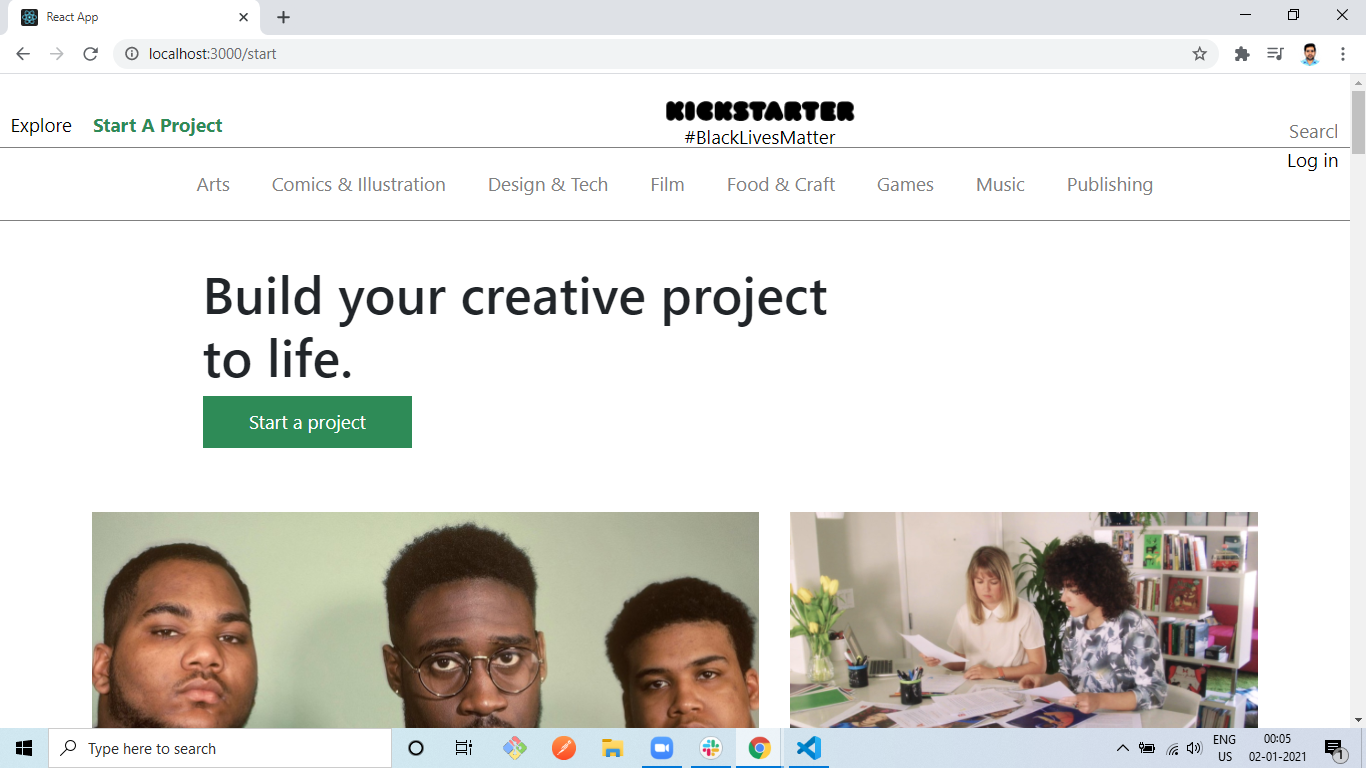 React App
localhost:3000/start
Explore
Start A Project
KICKSTARTER
#BlackLivesMatter
Searcl
Log in
Arts
Comics & Illustration
Design & Tech
Film
Food & Craft
Games
Music
Publishing
Build your creative project
to life.
Start a project
Type here to search
ENG
US
00:05
02-01-2021
1